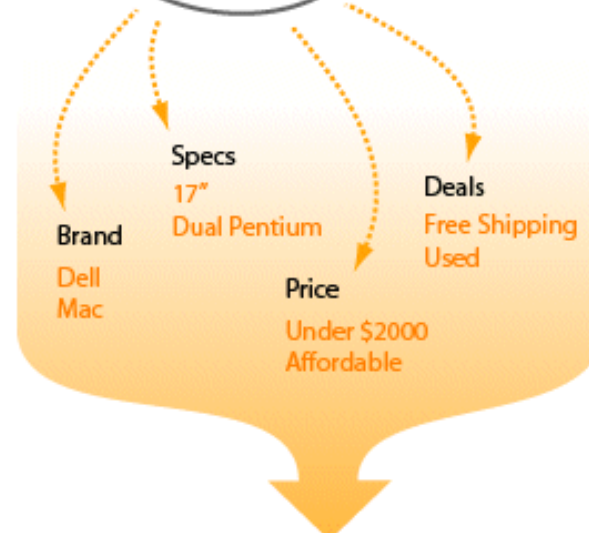 Specs
17"
Dual Pentium
Deals
Free Shipping
Used
Brand
Dell
Mac
Price
Under $2000
Affordable